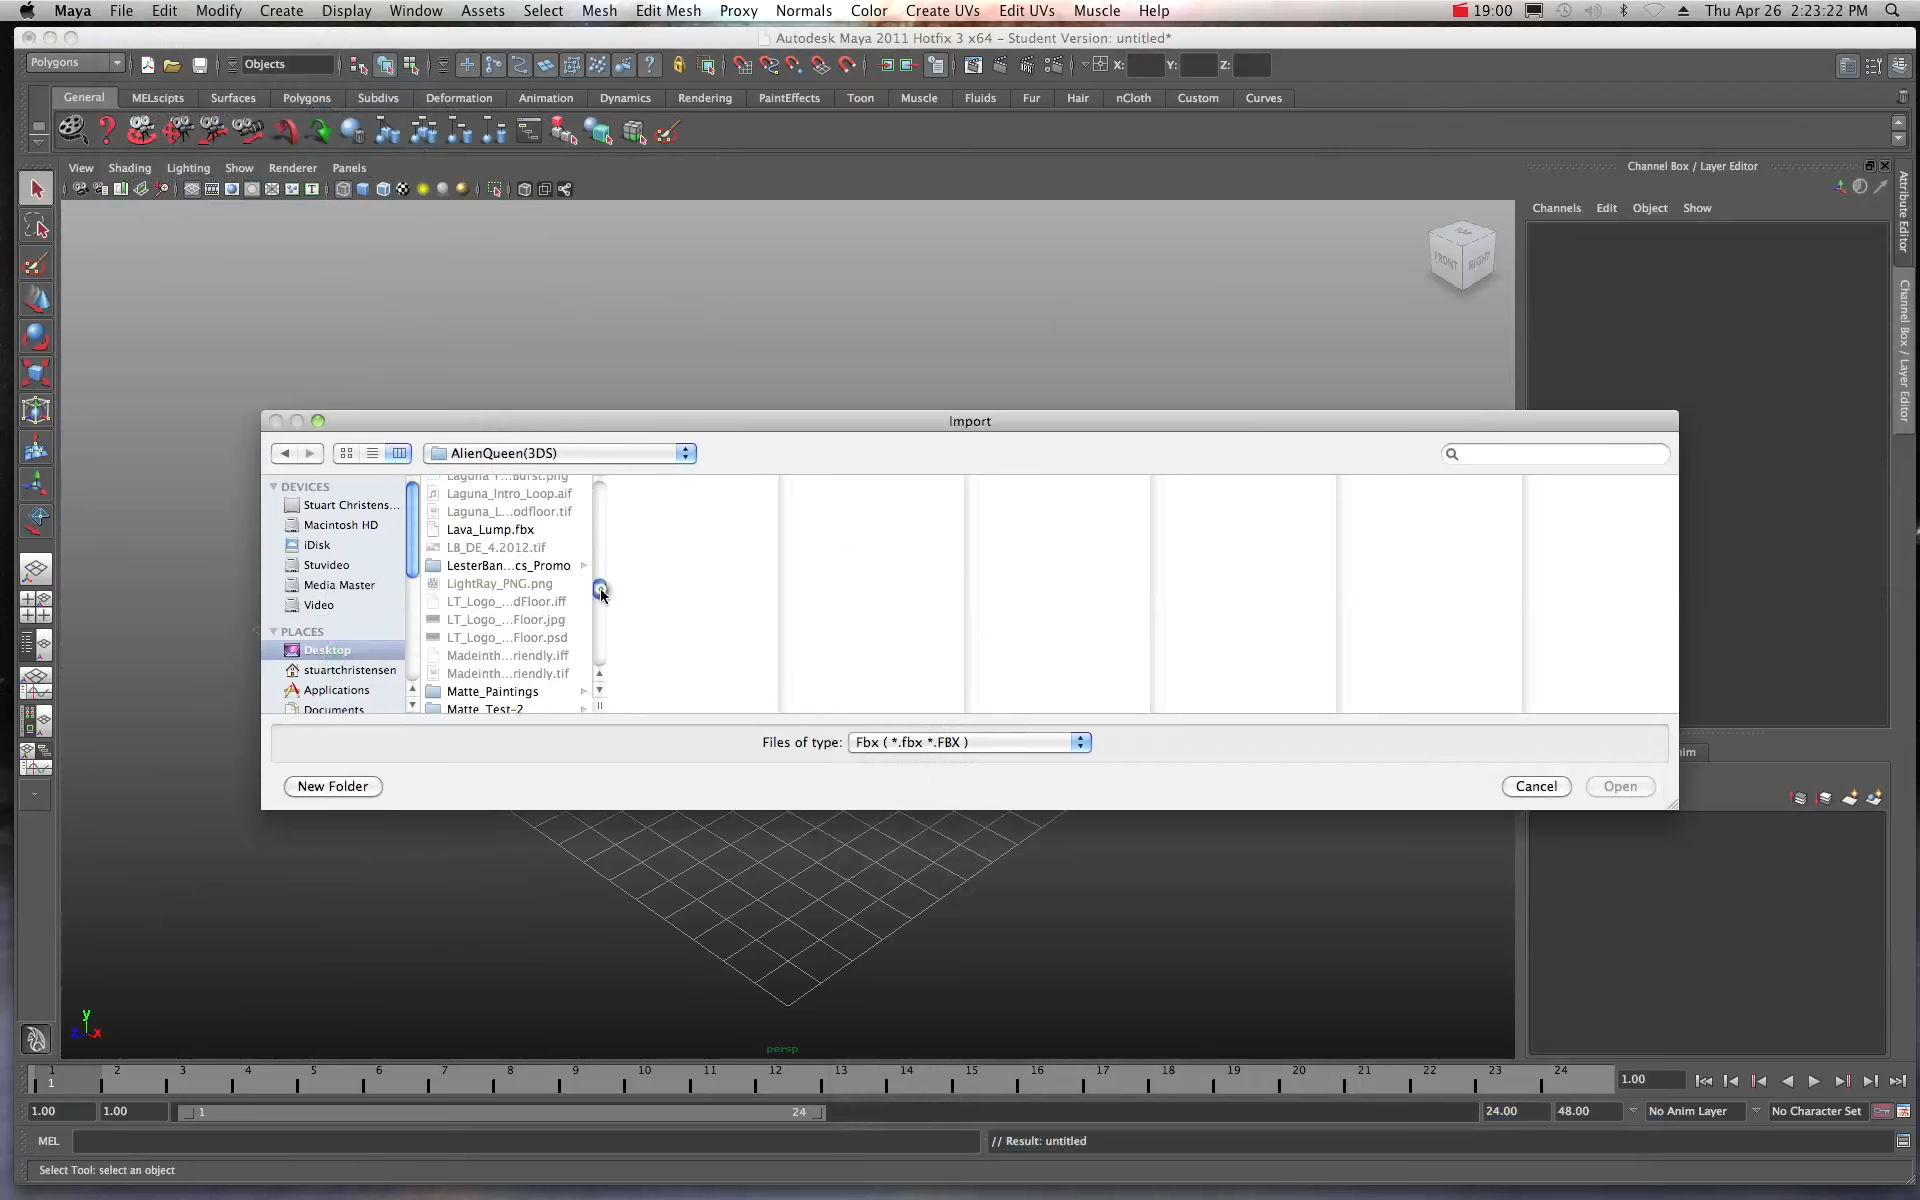 Maya File Edit Modify Create Display Window Assets Select Mesh Edit Mesh Proxy Normals Color Create UVs Edit UVs Muscle Help 19:00 Thu Apr 26 2:23:22 PM
Autodesk Maya 2011 Hotfix 3 x64 - Student Version: untitled*
Polygons Objects X: Y: Z:
General MELscipts Surfaces Polygons Subdivs Deformation Animation Dynamics Rendering PaintEffects Toon Muscle Fluids Fur Hair nCloth Custom Curves
View Shading Lighting Show Renderer Panels
Channel Box / Layer Editor
Channels Edit Object Show
Attribute Editor
Channel Box / Layer Editor
TOP
FRONT RIGHT
Import
AlienQueen(3DS)
DEVICES
Stuart Christens...
Macintosh HD
iDisk
Stuvideo
Media Master
Video
PLACES
Desktop
stuartchristensen
Applications
Documents
Laguna_Intro_Loop.aif
Laguna_L...odfloor.tif
Lava_Lump.fbx
LB_DE_4.2012.tif
LesterBan...cs_Promo
LightRay_PNG.png
LT_Logo_...dFloor.iff
LT_Logo_...Floor.jpg
LT_Logo_...Floor.psd
Madeinth...riendly.iff
Madeinth...riendly.tif
Matte_Paintings
Matte_Test-2
Files of type: Fbx ( *.fbx *.FBX )
New Folder Cancel Open
y
z x
persp
1 2 3 4 5 6 7 8 9 10 11 12 13 14 15 16 17 18 19 20 21 22 23 24
1 1.00
1.00 1.00 1 24 24.00 48.00 No Anim Layer No Character Set
MEL // Result: untitled
Select Tool: select an object